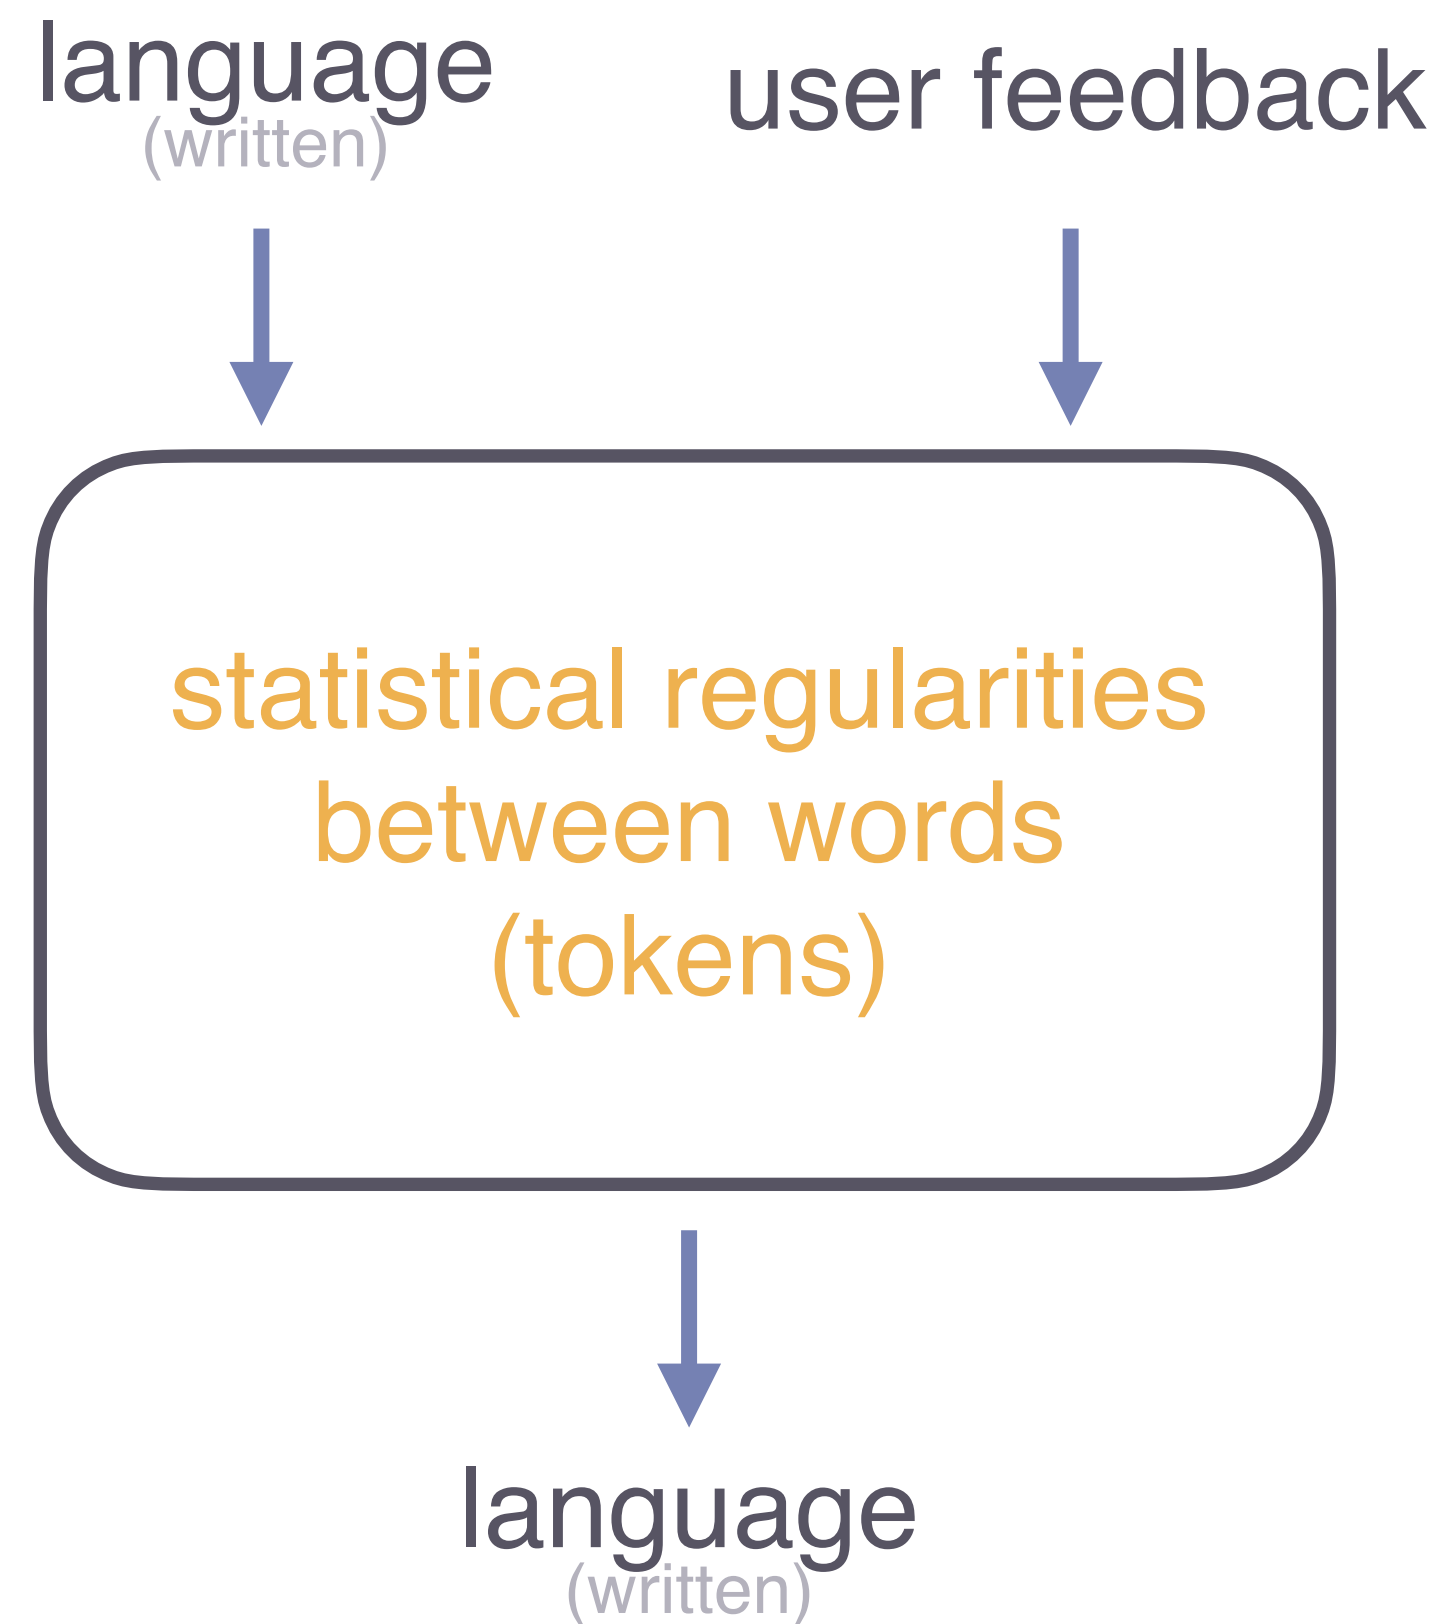 language
(written)
user feedback
statistical regularities
between words
(tokens)
language
(written)